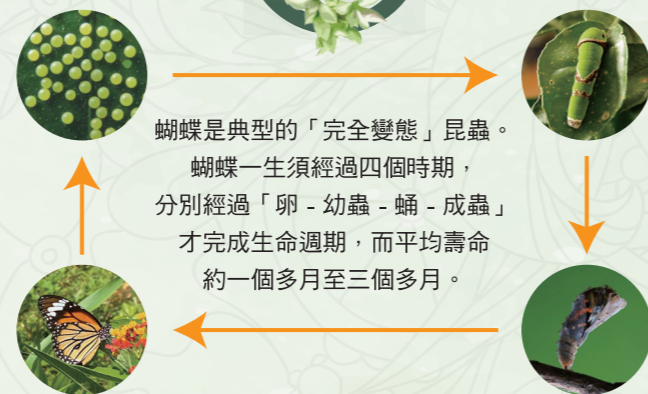 蝴蝶是典型的「完全變態」昆蟲。
蝴蝶一生須經過四個時期，
分別經過「卵 - 幼蟲 - 蛹 - 成蟲」
才完成生命週期，而平均壽命
約一個多月至三個多月。